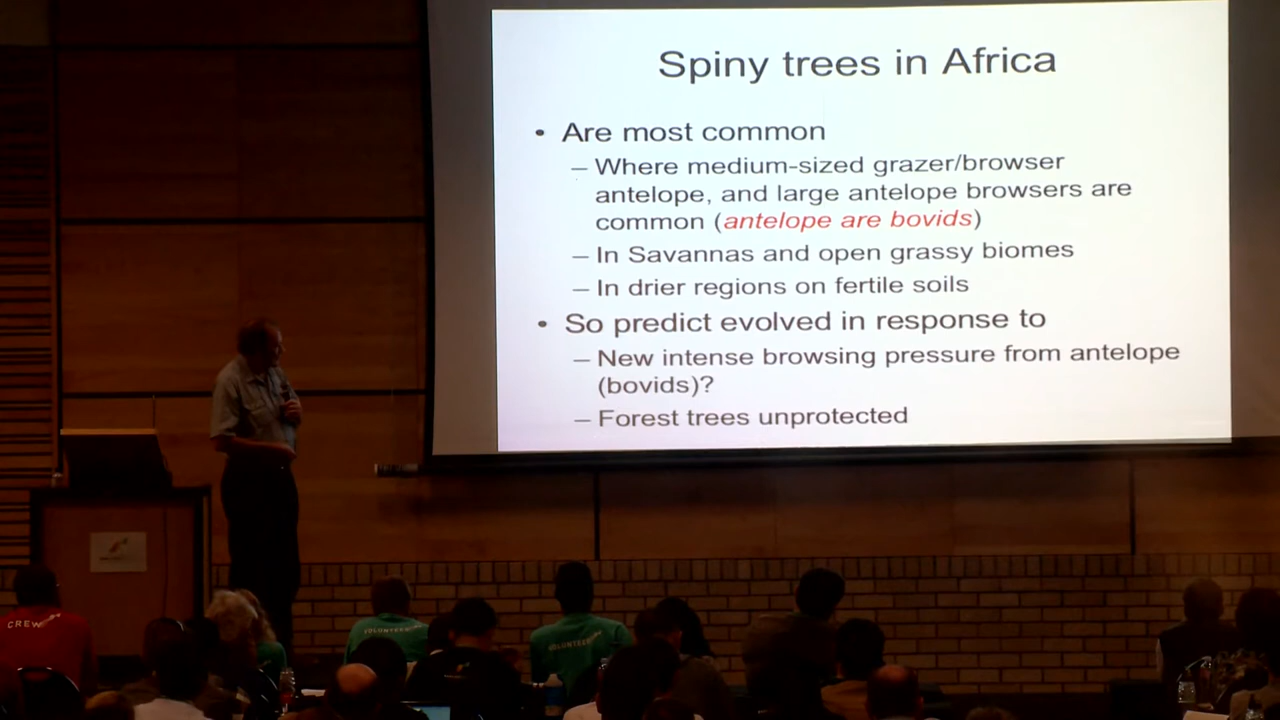 Spiny trees in Africa
• Are most common
– Where medium-sized grazer/browser
antelope, and large antelope browsers are
common (antelope are bovids)
– In Savannas and open grassy biomes
– In drier regions on fertile soils
• So predict evolved in response to
– New intense browsing pressure from antelope
(bovids)?
– Forest trees unprotected
CREW
VOLUNTEER
VOLUNTEER